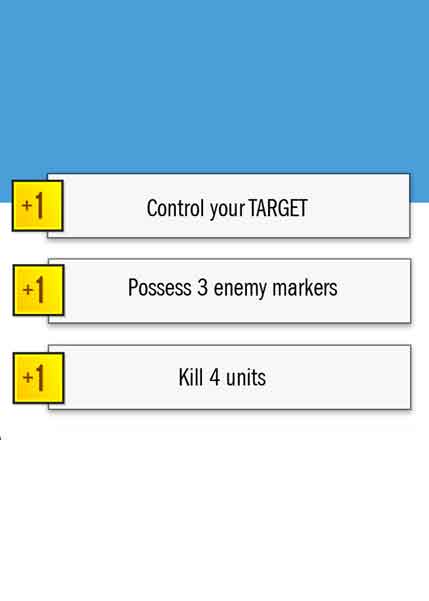 +1
Control your TARGET
+1
Possess 3 enemy markers
+1
Kill 4 units